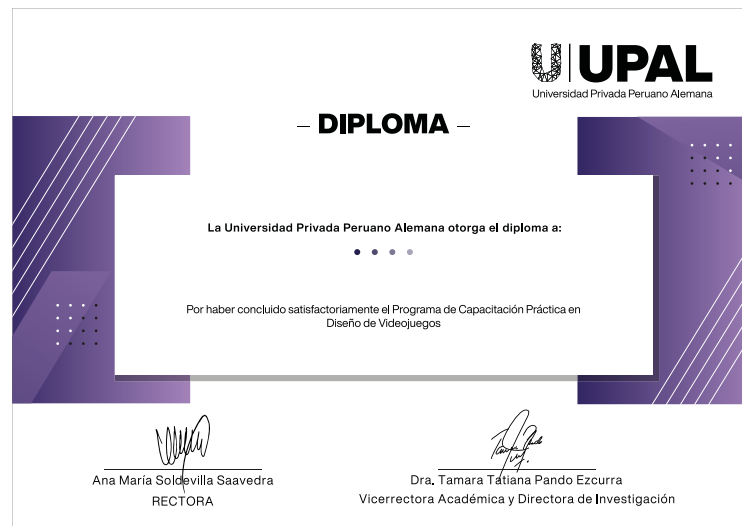 UPAL
Universidad Privada Peruano Alemana
– DIPLOMA –
La Universidad Privada Peruano Alemana otorga el diploma a:
Por haber concluido satisfactoriamente el Programa de Capacitación Práctica en
Diseño de Videojuegos
Ana María Soldevilla Saavedra
RECTORA
Dra. Tamara Tatiana Pando Ezcurra
Vicerrectora Académica y Directora de Investigación